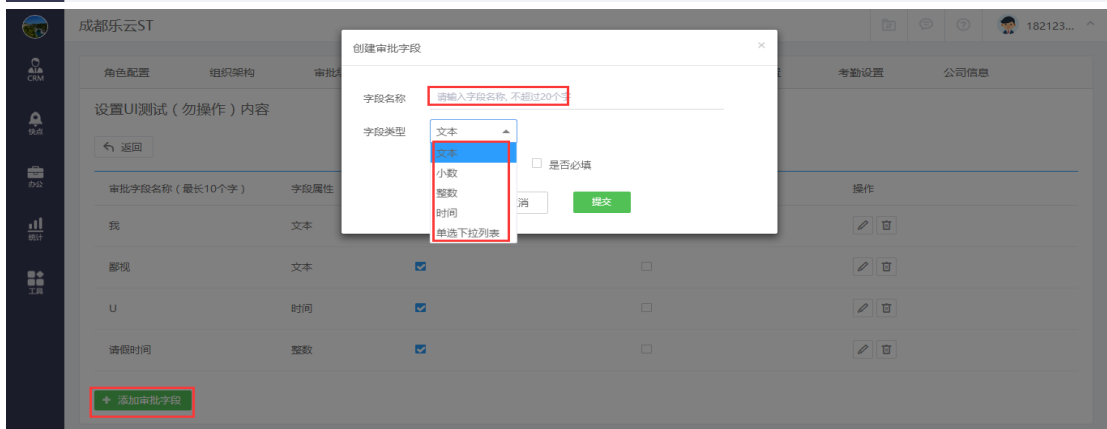 成都乐云ST
182123...
CRM
快点
办公
统计
工具
角色配置 组织架构 审批 考勤设置 公司信息
设置UI测试（勿操作）内容
返回
创建审批字段 ×
字段名称 请输入字段名称, 不超过20个字
字段类型 文本
文本
小数
整数
时间
单选下拉列表
是否必填
消 提交
审批字段名称（最长10个字） 字段属性 操作
我 文本
鄙视 文本
U 时间
请假时间 整数
+ 添加审批字段